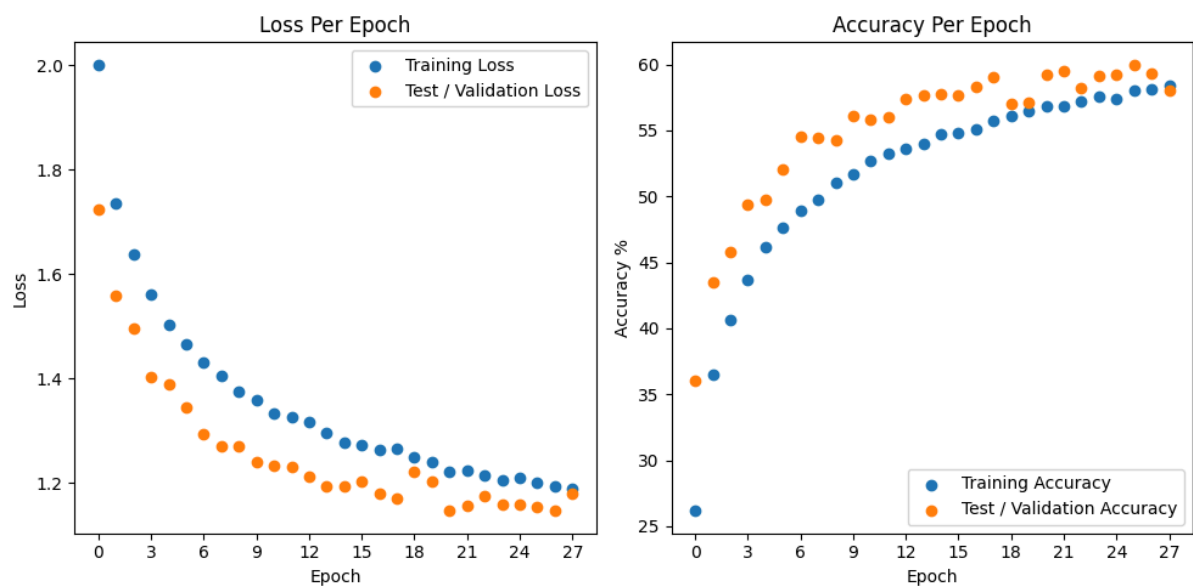 Loss Per Epoch
2.0
1.8
1.6
1.4
1.2
Loss
Training Loss
Test / Validation Loss
0 3 6 9 12 15 18 21 24 27
Epoch
Accuracy Per Epoch
60
55
50
45
40
35
30
25
Accuracy %
Training Accuracy
Test / Validation Accuracy
0 3 6 9 12 15 18 21 24 27
Epoch